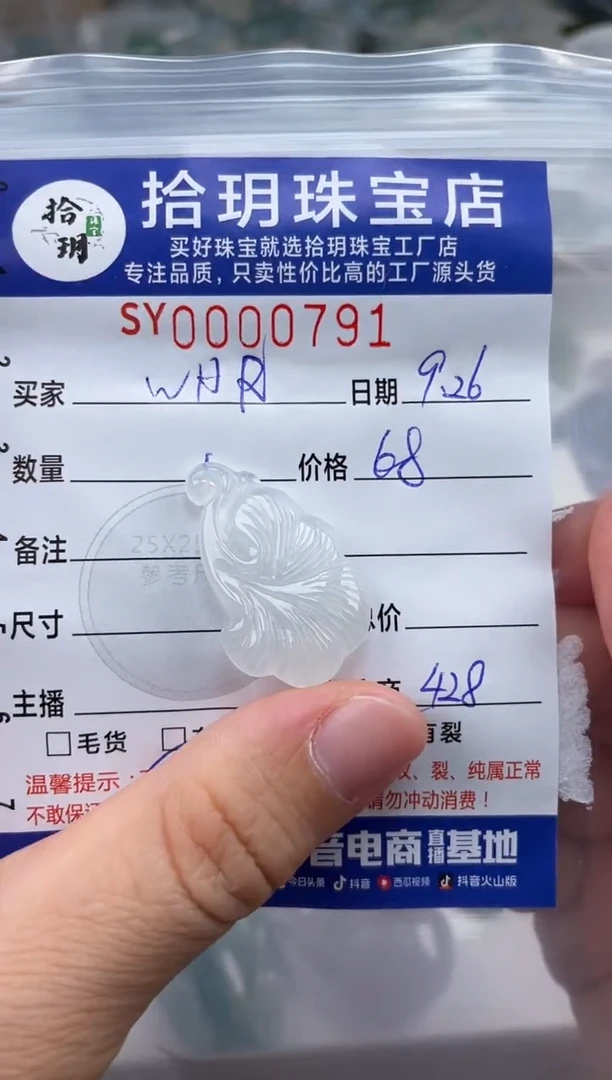 拾玥
拾玥珠宝店
买好珠宝就选拾玥珠宝工厂店
专注品质，只卖性价比高的工厂源头货
SY0000791
买家 WHR 日期 9.26
数量 价格 68
备注
尺寸 价
主播 428
毛货 有裂
温馨提示： 裂、纯属正常
不敢保 请勿冲动消费！
音电商直播基地
今日头条 抖音 西瓜视频 抖音火山版